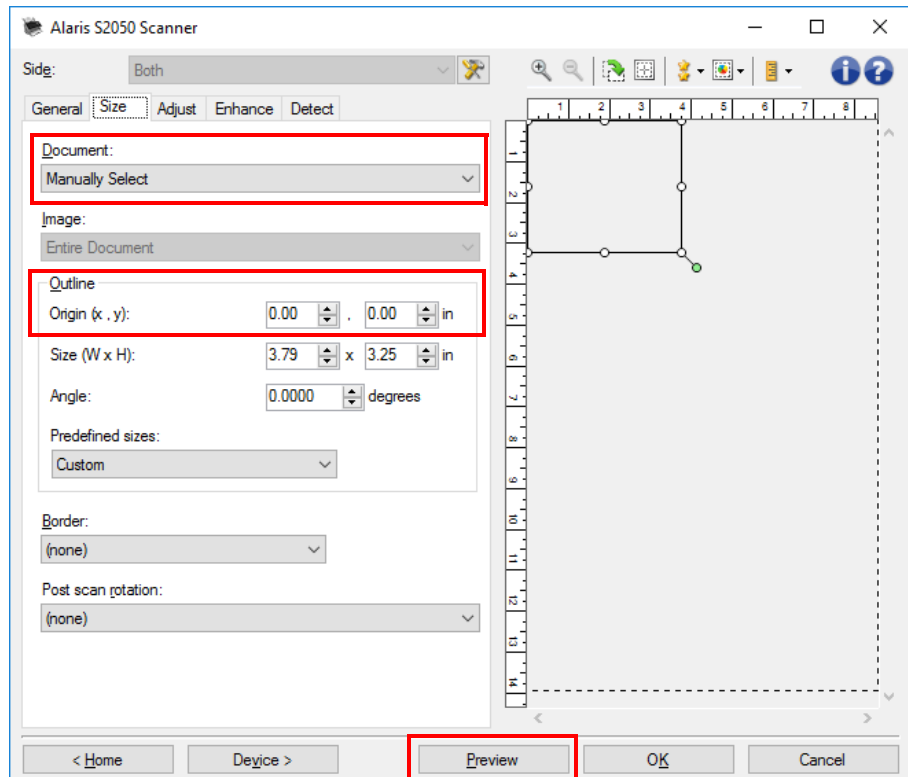 Alaris S2050 Scanner
Side: Both
General Size Adjust Enhance Detect
Document:
Manually Select
Image:
Entire Document
Outline
Origin (x , y): 0.00 , 0.00 in
Size (W x H): 3.79 x 3.25 in
Angle: 0.0000 degrees
Predefined sizes:
Custom
Border:
(none)
Post scan rotation:
(none)
1 2 3 4 5 6 7 8
1
2
3
4
5
6
7
8
9
10
11
12
13
14
< Home Device > Preview OK Cancel